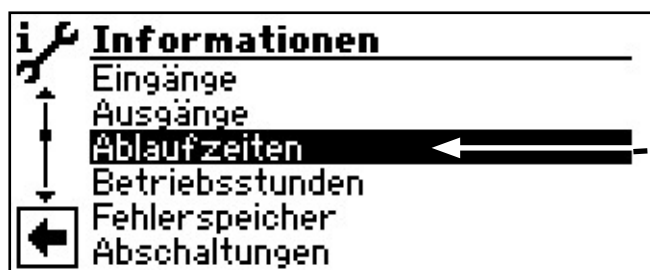 i
Informationen
Eingänge
Ausgänge
Ablaufzeiten
Betriebsstunden
Fehlerspeicher
Abschaltungen